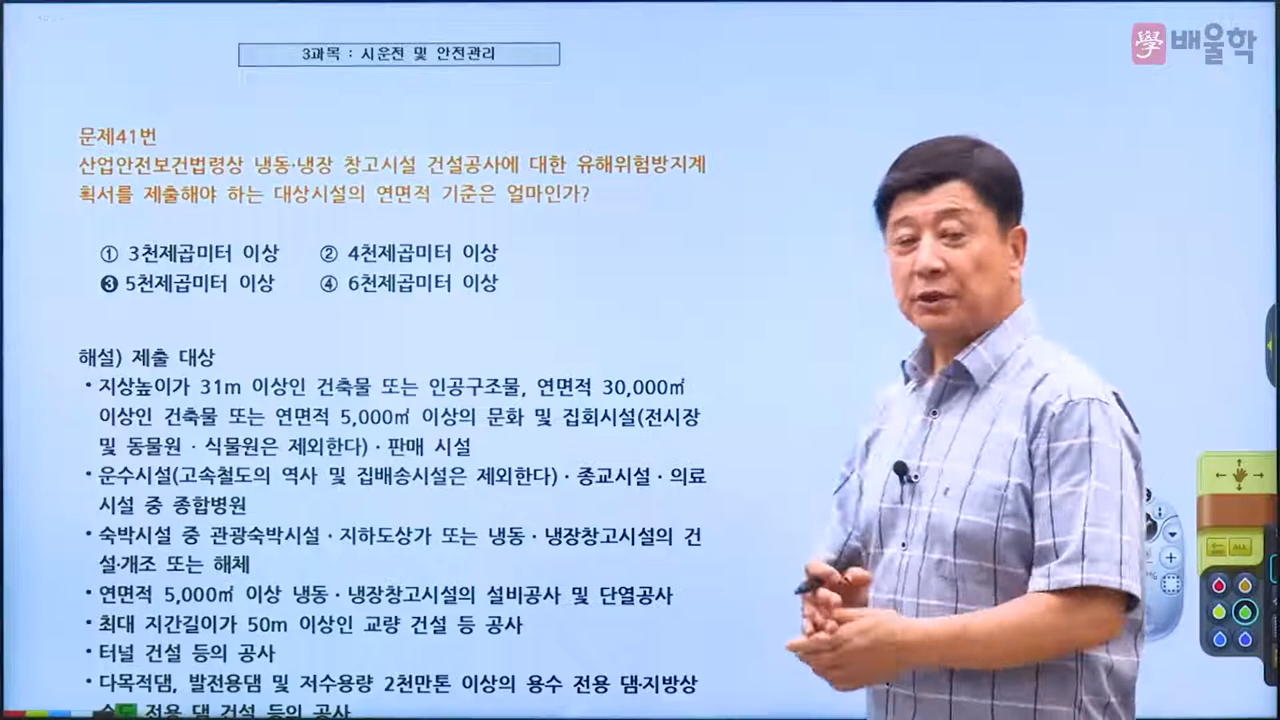 學 배울학
3과목 : 시운전 및 안전관리
문제41번
산업안전보건법령상 냉동·냉장 창고시설 건설공사에 대한 유해위험방지계
획서를 제출해야 하는 대상시설의 연면적 기준은 얼마인가?
① 3천제곱미터 이상 ② 4천제곱미터 이상
❸ 5천제곱미터 이상 ④ 6천제곱미터 이상
해설) 제출 대상
• 지상높이가 31m 이상인 건축물 또는 인공구조물, 연면적 30,000㎡
이상인 건축물 또는 연면적 5,000㎡ 이상의 문화 및 집회시설(전시장
및 동물원 · 식물원은 제외한다) · 판매 시설
• 운수시설(고속철도의 역사 및 집배송시설은 제외한다) · 종교시설 · 의료
시설 중 종합병원
• 숙박시설 중 관광숙박시설 · 지하도상가 또는 냉동 · 냉장창고시설의 건
설·개조 또는 해체
• 연면적 5,000㎡ 이상 냉동 · 냉장창고시설의 설비공사 및 단열공사
• 최대 지간길이가 50m 이상인 교량 건설 등 공사
• 터널 건설 등의 공사
• 다목적댐, 발전용댐 및 저수용량 2천만톤 이상의 용수 전용 댐·지방상
전용 댐 건설 등의 공사
ALL